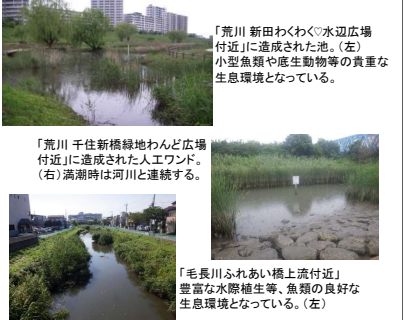 「荒川 新田わくわく♡水辺広場
付近」に造成された池。（左）
小型魚類や底生動物等の貴重な
生息環境となっている。
「荒川 千住新橋緑地わんど広場
付近」に造成された人工ワンド。
（右）満潮時は河川と連続する。
「毛長川ふれあい橋上流付近」
豊富な水際植生等、魚類の良好な
生息環境となっている。（左）